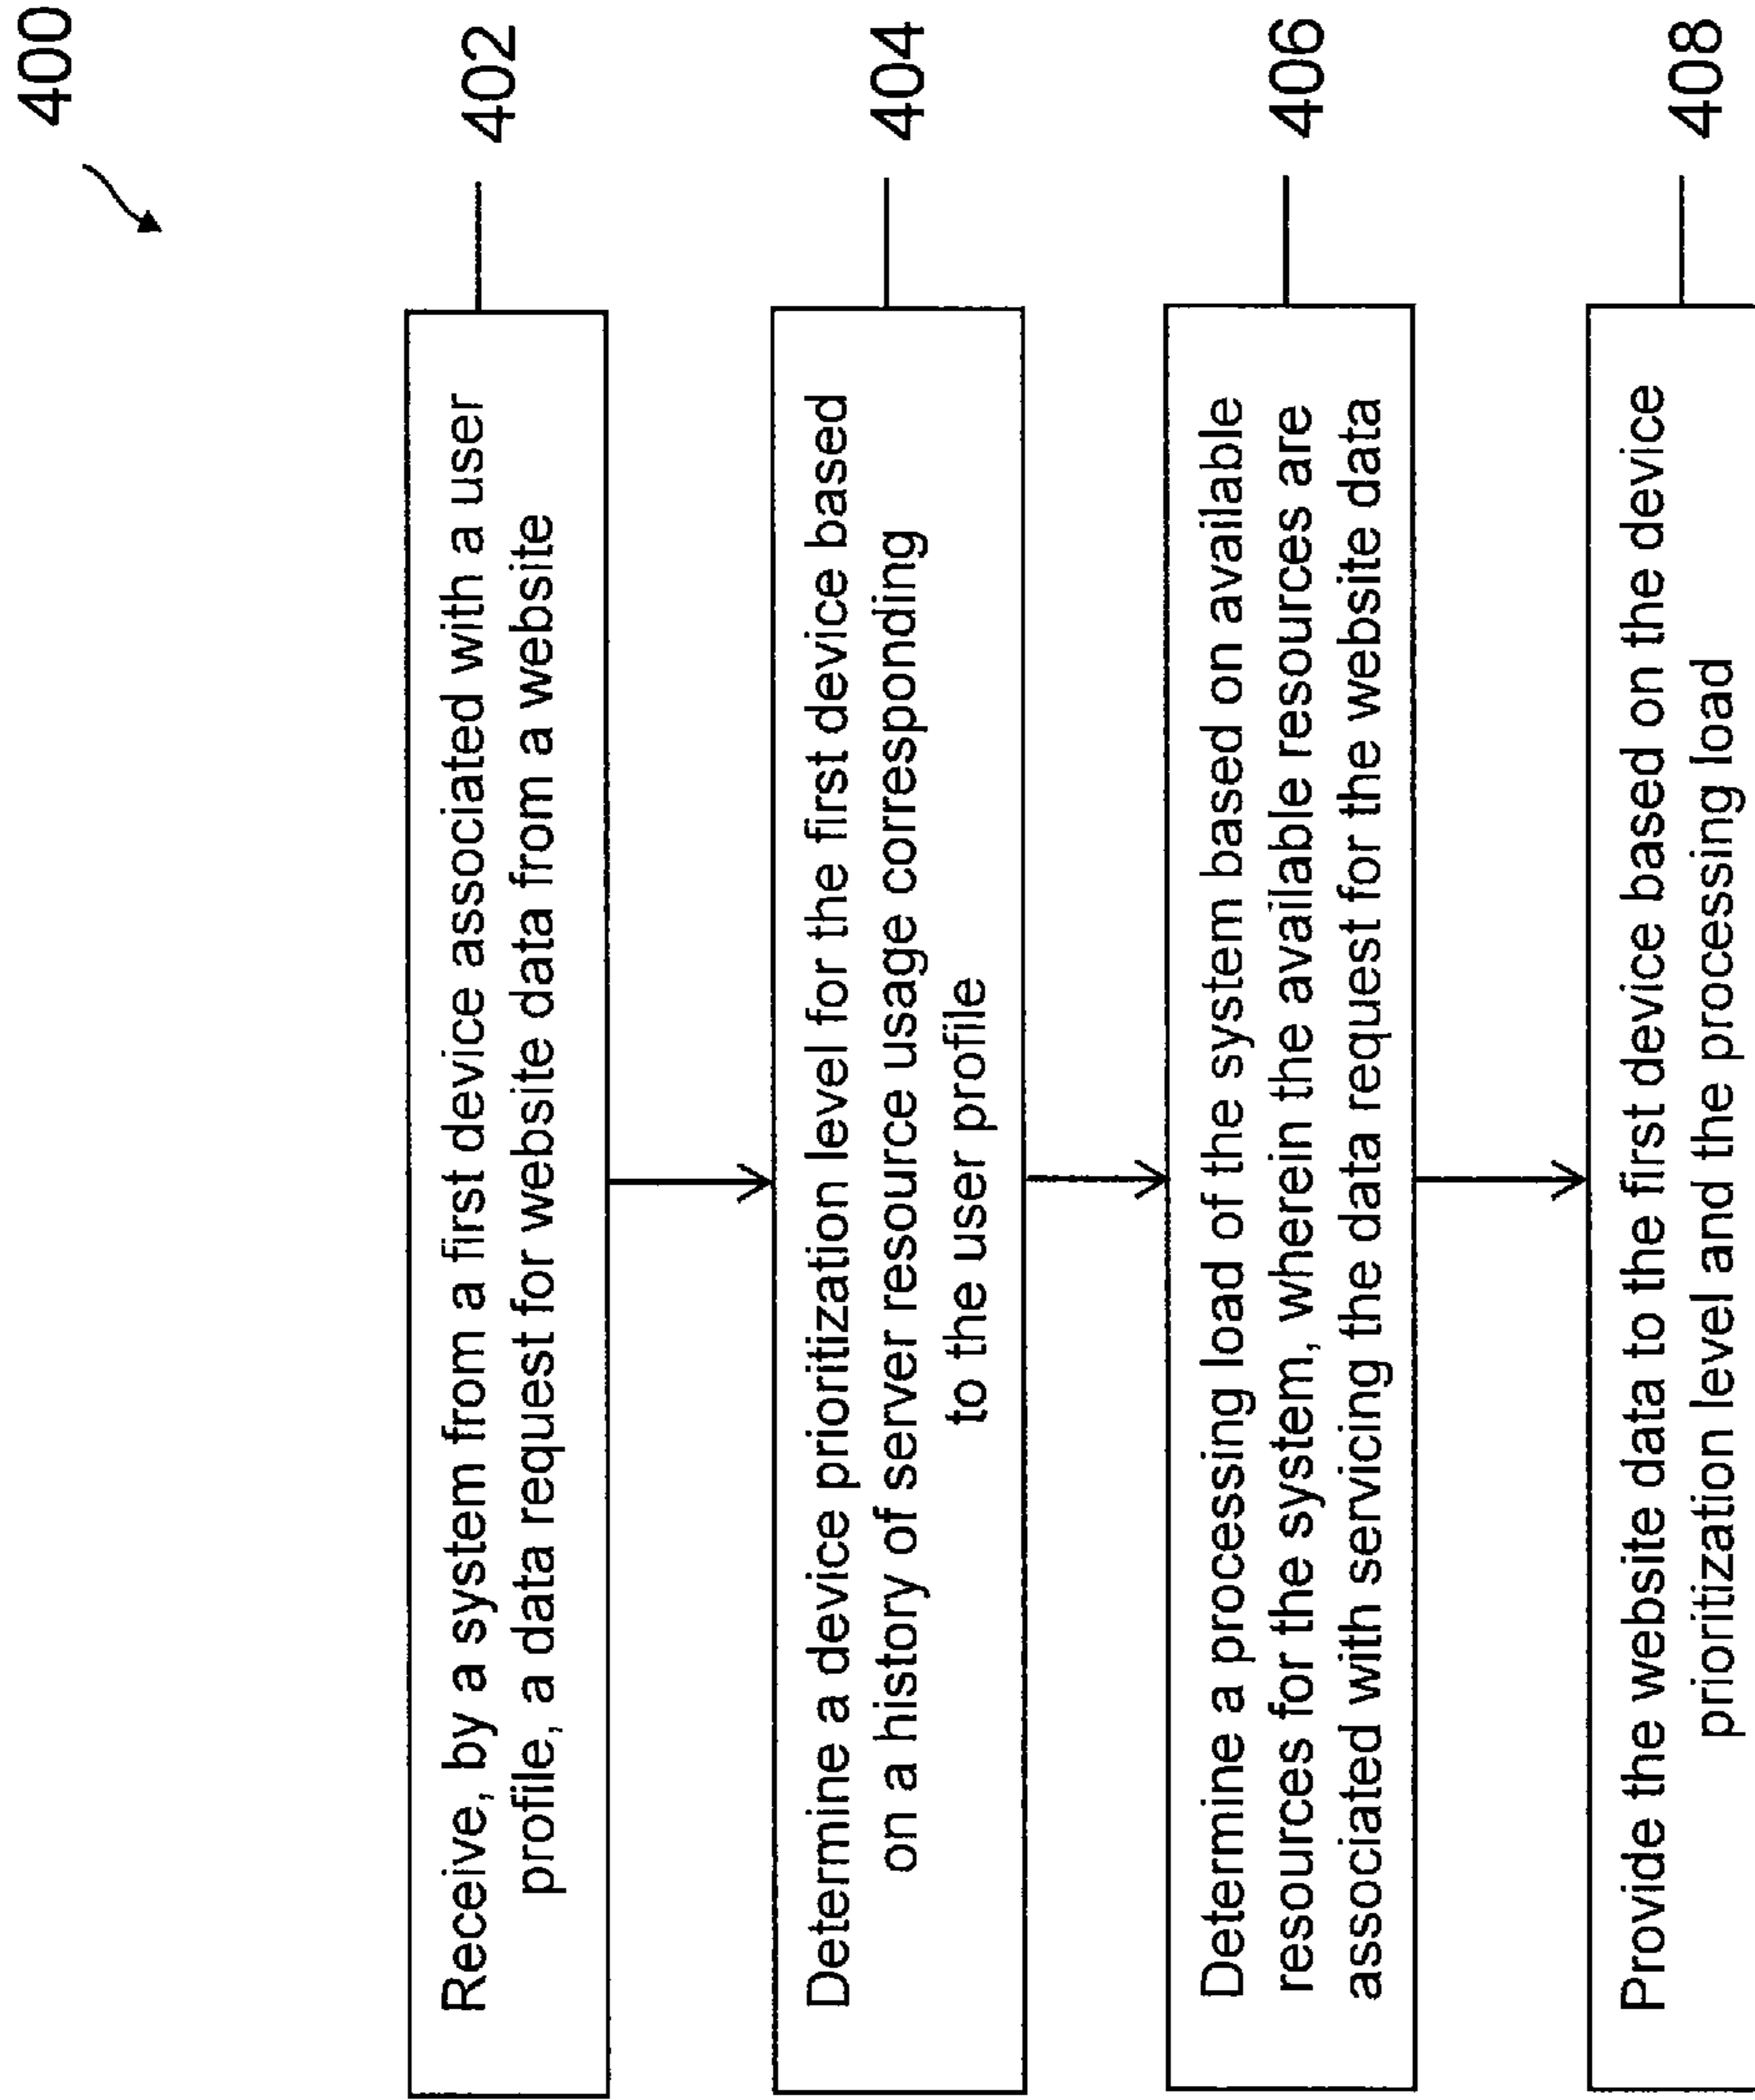 400
Receive, by a system from a first device associated with a user
profile, a data request for website data from a website
402
Determine a device prioritization level for the first device based
on a history of server resource usage corresponding
to the user profile
404
Determine a processing load of the system based on available
resources for the system, wherein the available resources are
associated with servicing the data request for the website data
406
Provide the website data to the first device based on the device
prioritization level and the processing load
408